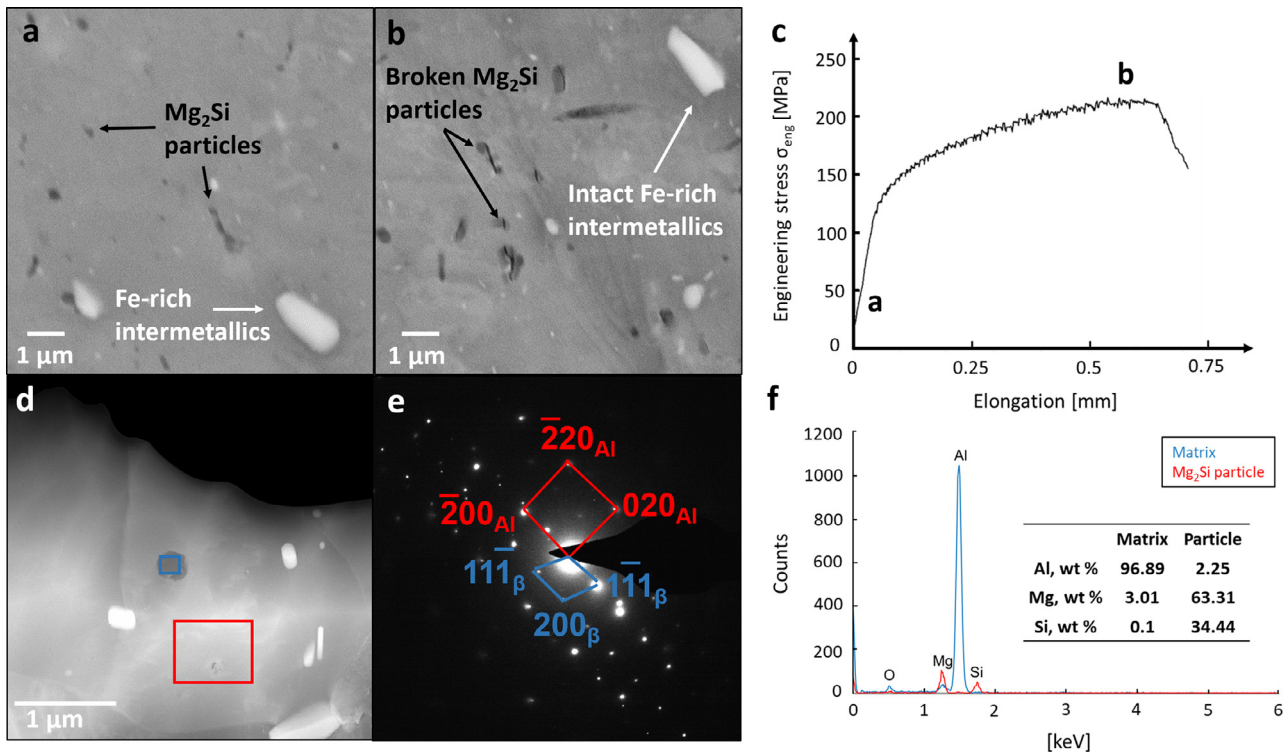 a
Mg₂Si
particles
Fe-rich
intermetallics
1 µm
b
Broken Mg₂Si
particles
Intact Fe-rich
intermetallics
1 µm
c
Engineering stress σeng [MPa]
250
200
150
100
50
0
a
b
0
0.25
0.5
0.75
Elongation [mm]
d
1 µm
e
2̅20Al
2̅00Al
020Al
111̅β
11̅1β
200β
f
Counts
1200
1000
800
600
400
200
0
Al
O
Mg
Si
Matrix
Mg₂Si particle
Matrix Particle
Al, wt % 96.89 2.25
Mg, wt % 3.01 63.31
Si, wt % 0.1 34.44
0 1 2 3 4 5 6
[keV]